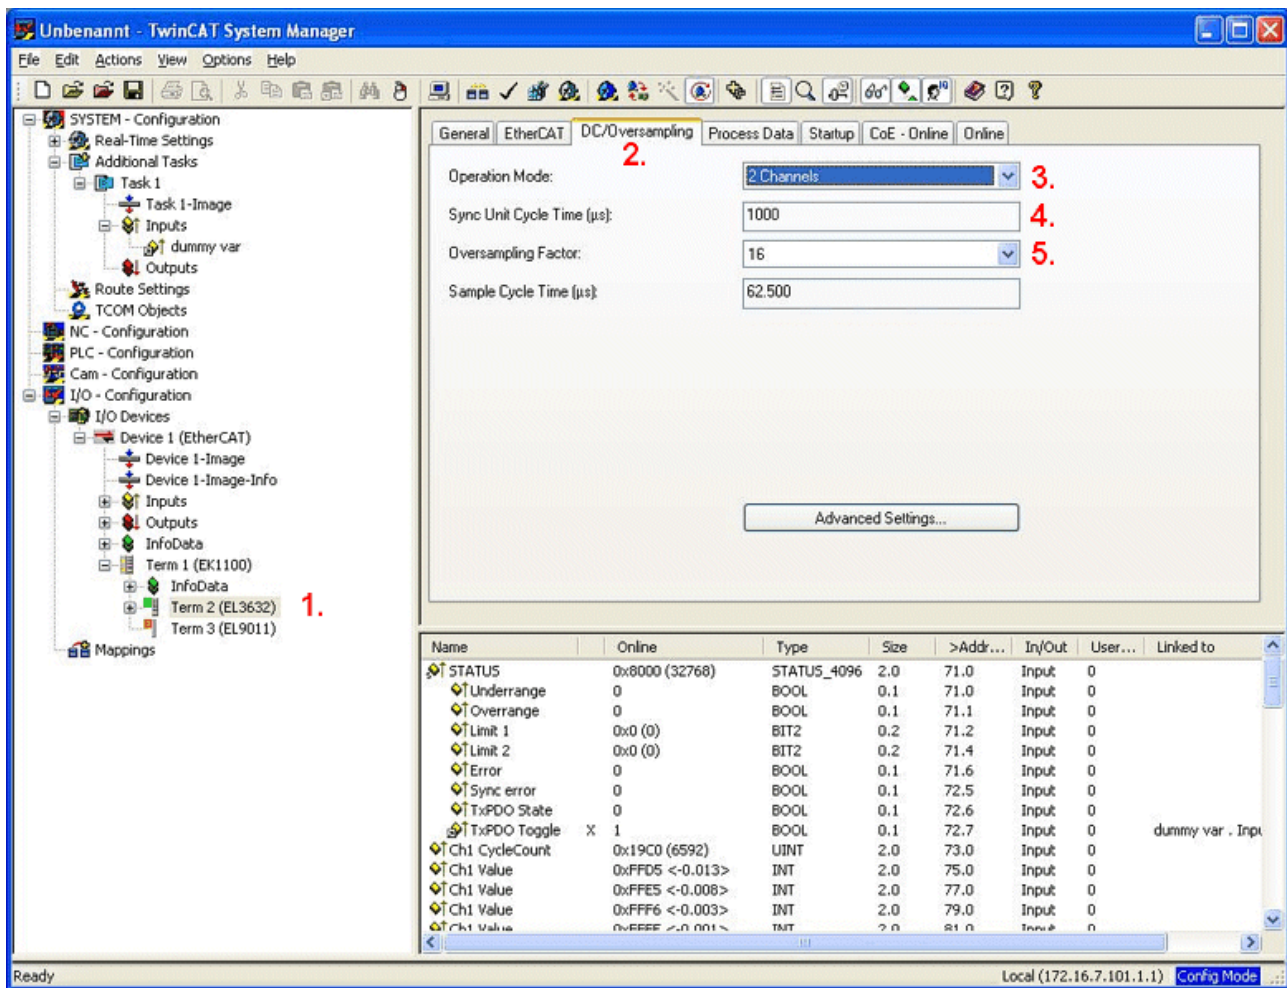 Unbenannt - TwinCAT System Manager
File Edit Actions View Options Help
SYSTEM - Configuration
Real-Time Settings
Additional Tasks
Task 1
Task 1-Image
Inputs
dummy var
Outputs
Route Settings
TCOM Objects
NC - Configuration
PLC - Configuration
Cam - Configuration
I/O - Configuration
I/O Devices
Device 1 (EtherCAT)
Device 1-Image
Device 1-Image-Info
Inputs
Outputs
InfoData
Term 1 (EK1100)
InfoData
Term 2 (EL3632) 1.
Term 3 (EL9011)
Mappings
General EtherCAT DC/Oversampling Process Data Startup CoE - Online Online
2.
Operation Mode: 2 Channels 3.
Sync Unit Cycle Time (µs): 1000 4.
Oversampling Factor: 16 5.
Sample Cycle Time (µs): 62.500
Advanced Settings...
Name Online Type Size >Addr... In/Out User... Linked to
STATUS 0x8000 (32768) STATUS_4096 2.0 71.0 Input 0
Underrange 0 BOOL 0.1 71.0 Input 0
Overrange 0 BOOL 0.1 71.1 Input 0
Limit 1 0x0 (0) BIT2 0.2 71.2 Input 0
Limit 2 0x0 (0) BIT2 0.2 71.4 Input 0
Error 0 BOOL 0.1 71.6 Input 0
Sync error 0 BOOL 0.1 72.5 Input 0
TxPDO State 0 BOOL 0.1 72.6 Input 0
TxPDO Toggle X 1 BOOL 0.1 72.7 Input 0 dummy var . Inpu
Ch1 CycleCount 0x19C0 (6592) UINT 2.0 73.0 Input 0
Ch1 Value 0xFFD5 <-0.013> INT 2.0 75.0 Input 0
Ch1 Value 0xFFE5 <-0.008> INT 2.0 77.0 Input 0
Ch1 Value 0xFFF6 <-0.003> INT 2.0 79.0 Input 0
Ch1 Value <-0.001> INT 2.0 81.0 Input 0
Ready Local (172.16.7.101.1.1) Config Mode